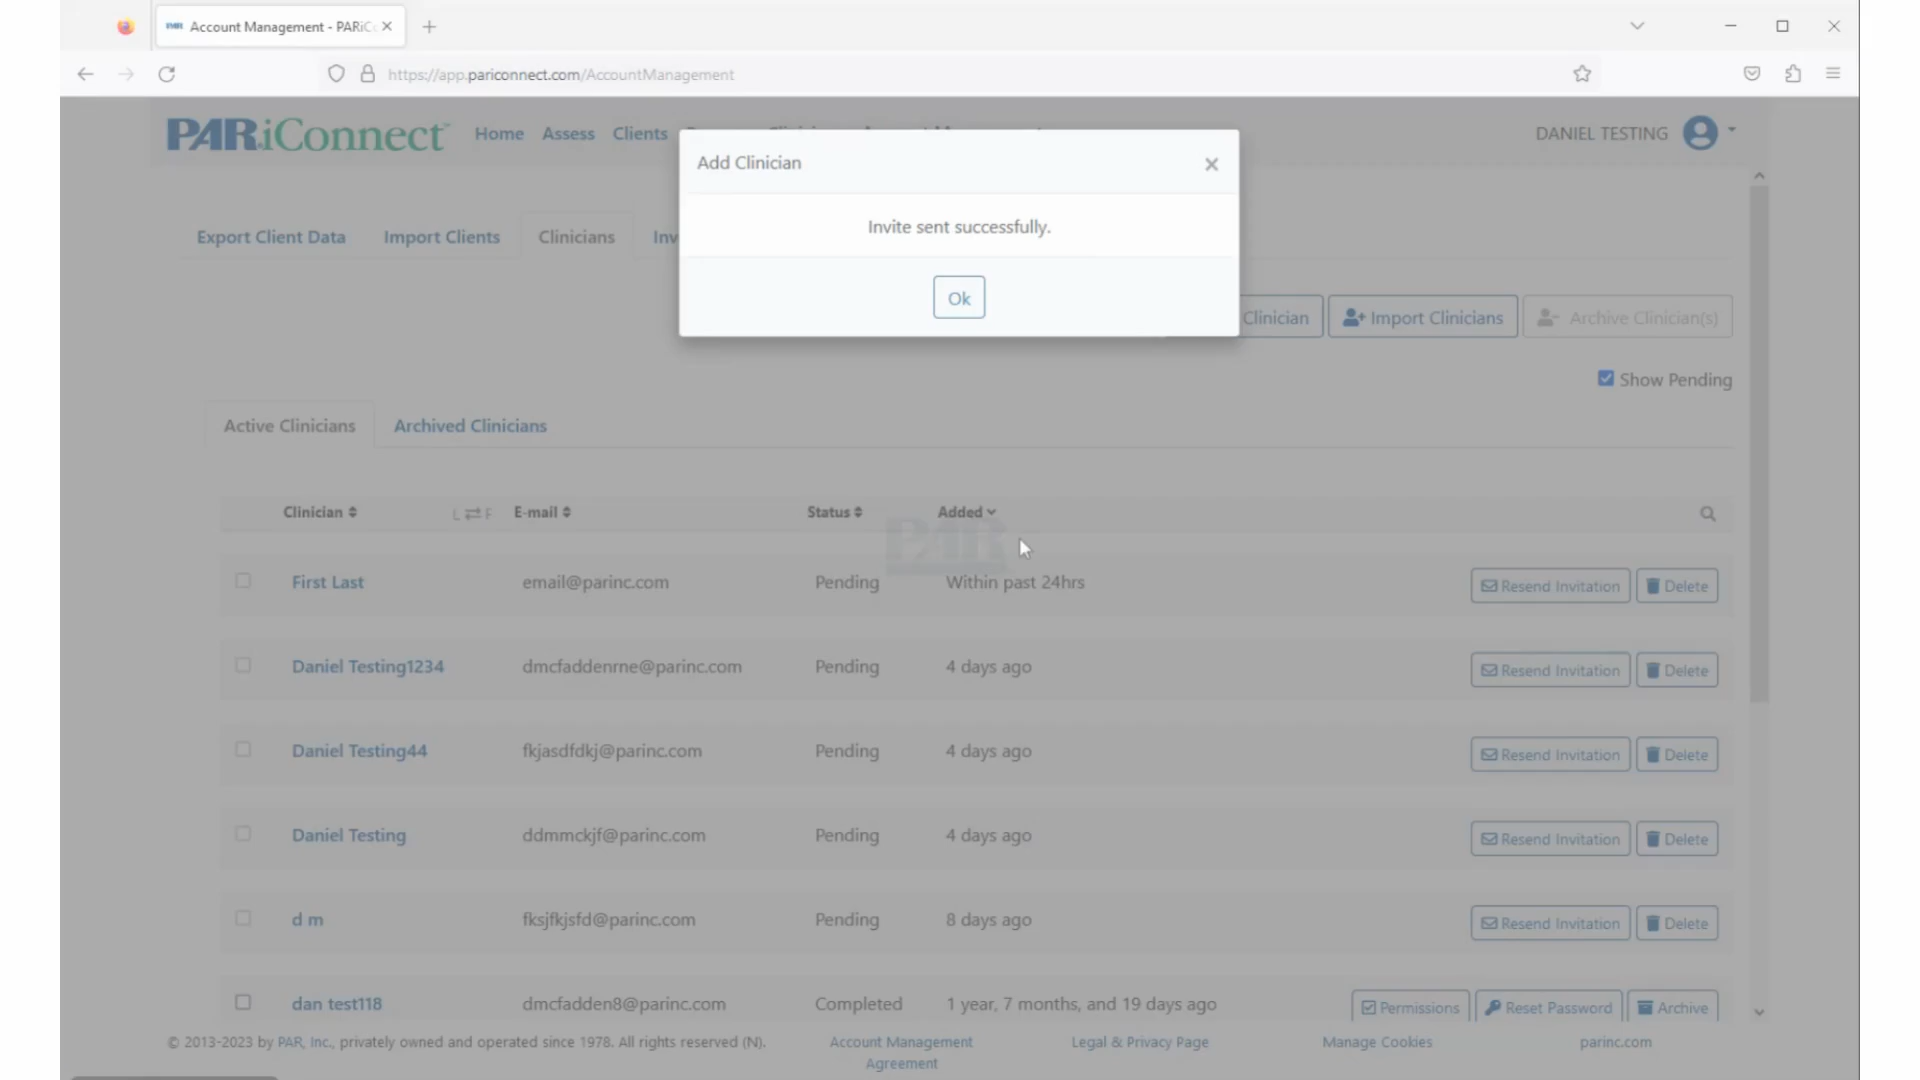 PAR Account Management - PARiC
https://app.pariconnect.com/AccountManagement
PARiConnect™ Home Assess Clients DANIEL TESTING
Add Clinician
Invite sent successfully.
Ok
Export Client Data Import Clients Clinicians Inv
Clinician Import Clinicians Archive Clinician(s)
Show Pending
Active Clinicians Archived Clinicians
Clinician L F E-mail Status Added
PAR
First Last email@parinc.com Pending Within past 24hrs Resend Invitation Delete
Daniel Testing1234 dmcfaddenrne@parinc.com Pending 4 days ago Resend Invitation Delete
Daniel Testing44 fkjasdfdkj@parinc.com Pending 4 days ago Resend Invitation Delete
Daniel Testing ddmmckjf@parinc.com Pending 4 days ago Resend Invitation Delete
d m fksjfkjsfd@parinc.com Pending 8 days ago Resend Invitation Delete
dan test118 dmcfadden8@parinc.com Completed 1 year, 7 months, and 19 days ago Permissions Reset Password Archive
© 2013-2023 by PAR, Inc., privately owned and operated since 1978. All rights reserved (N). Account Management Legal & Privacy Page Manage Cookies parinc.com
Agreement